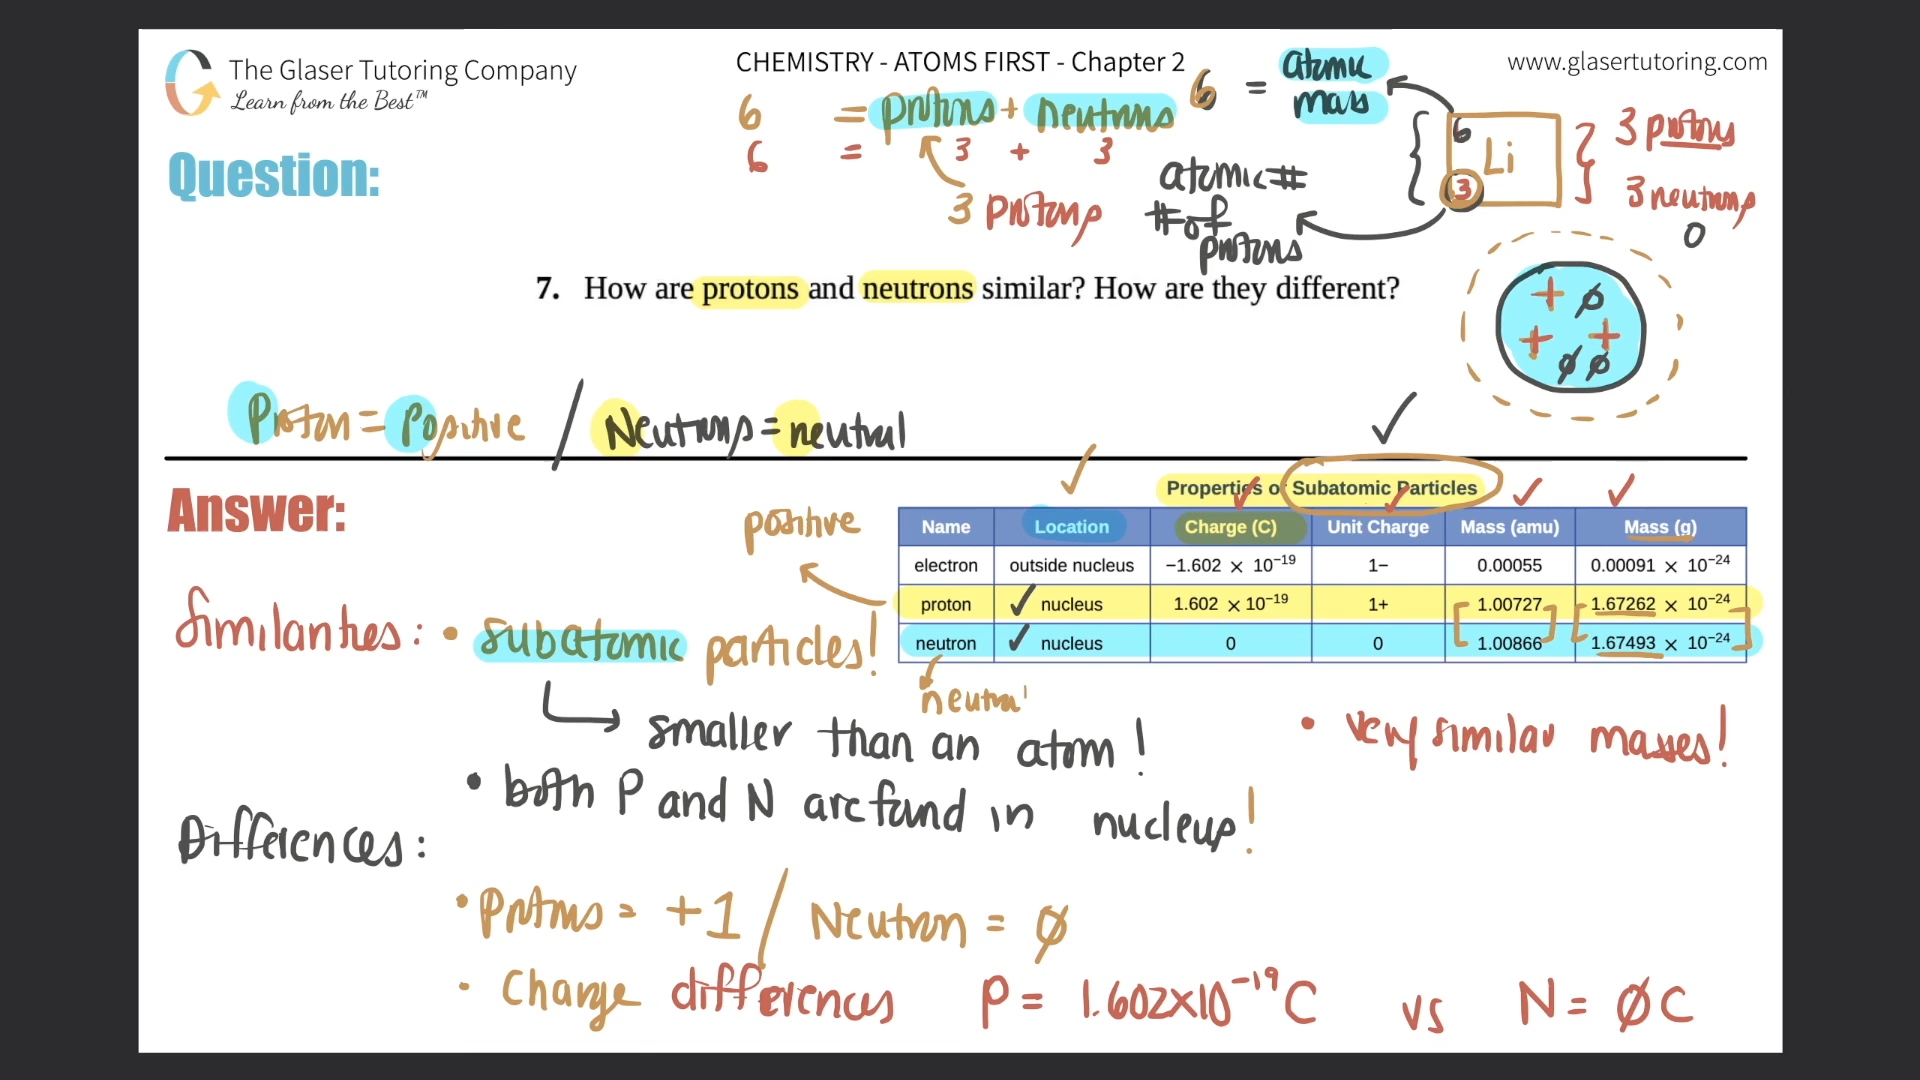 The Glaser Tutoring Company
Learn from the Best™
CHEMISTRY - ATOMS FIRST - Chapter 2
www.glasertutoring.com
6 = protons + neutrons
6 = 3 + 3
3 protons
6 = atomic mass
atomic #
# of protons
6
Li
3
3 protons
3 neutrons
0
Question:
7. How are protons and neutrons similar? How are they different?
+ ∅
+ +
∅ ∅
Proton = Positive / Neutrons = neutral
Answer:
positive
Properties of Subatomic Particles
Name Location Charge (C) Unit Charge Mass (amu) Mass (g)
electron outside nucleus −1.602 × 10⁻¹⁹ 1− 0.00055 0.00091 × 10⁻²⁴
proton nucleus 1.602 × 10⁻¹⁹ 1+ 1.00727 1.67262 × 10⁻²⁴
neutron nucleus 0 0 1.00866 1.67493 × 10⁻²⁴
neutral
Similarities: • subatomic particles!
smaller than an atom!
• very similar masses!
• both P and N are found in nucleus!
Differences:
• Protons = +1 / Neutron = ∅
• Charge differences P = 1.602x10⁻¹⁹ C vs N = ∅ C